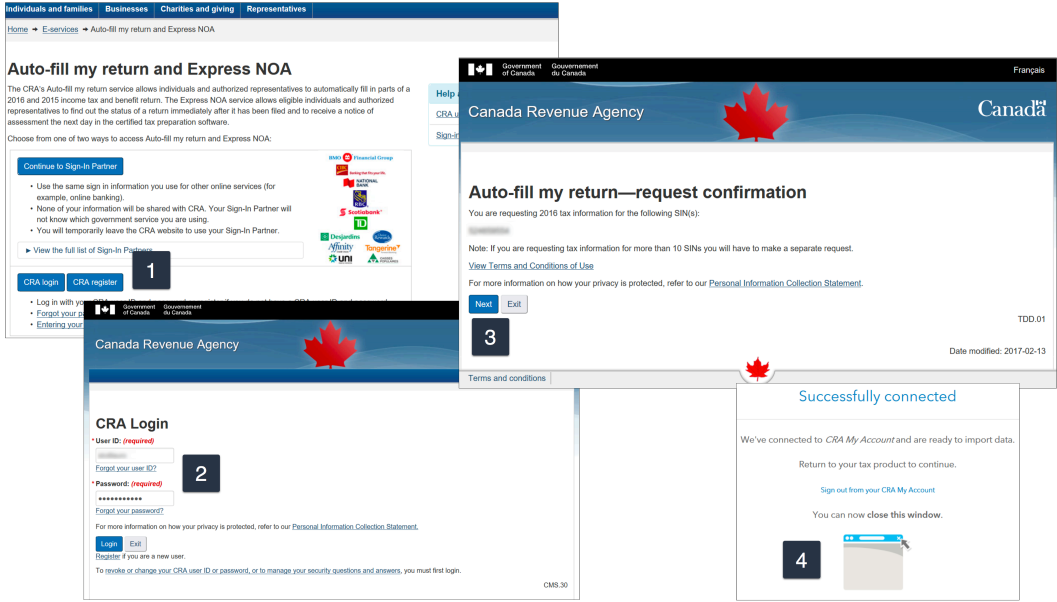 Individuals and families Businesses Charities and giving Representatives
Home → E-services → Auto-fill my return and Express NOA
Auto-fill my return and Express NOA
The CRA's Auto-fill my return service allows individuals and authorized representatives to automatically fill in parts of a
2016 and 2015 income tax and benefit return. The Express NOA service allows eligible individuals and authorized
representatives to find out the status of a return immediately after it has been filed and to receive a notice of
assessment the next day in the certified tax preparation software.
Choose from one of two ways to access Auto-fill my return and Express NOA:
Help
CRA
Sign-in
Continue to Sign-In Partner
• Use the same sign in information you use for other online services (for
example, online banking).
• None of your information will be shared with CRA. Your Sign-In Partner will
not know which government service you are using.
• You will temporarily leave the CRA website to use your Sign-In Partner.
► View the full list of Sign-In Partners
BMO Financial Group
NATIONAL
BANK
RBC
Scotiabank
TD
Desjardins
Affinity
Tangerine
UNI
CRA login CRA register
1
• Log in with
• Forgot your
• Entering your
Government of Canada
Gouvernement du Canada
Canada Revenue Agency
CRA Login
* User ID: (required)
Forgot your user ID?
2
* Password: (required)
•••••••••••
Forgot your password?
For more information on how your privacy is protected, refer to our Personal Information Collection Statement.
Login Exit
Register if you are a new user.
To revoke or change your CRA user ID or password, or to manage your security questions and answers, you must first login.
CMS.30
Government of Canada
Gouvernement du Canada
Français
Canada Revenue Agency
Canada
Auto-fill my return—request confirmation
You are requesting 2016 tax information for the following SIN(s):
Note: If you are requesting tax information for more than 10 SINs you will have to make a separate request.
View Terms and Conditions of Use
For more information on how your privacy is protected, refer to our Personal Information Collection Statement.
Next Exit
3
TDD.01
Date modified: 2017-02-13
Terms and conditions
Successfully connected
We've connected to CRA My Account and are ready to import data.
Return to your tax product to continue.
Sign out from your CRA My Account
You can now close this window.
4